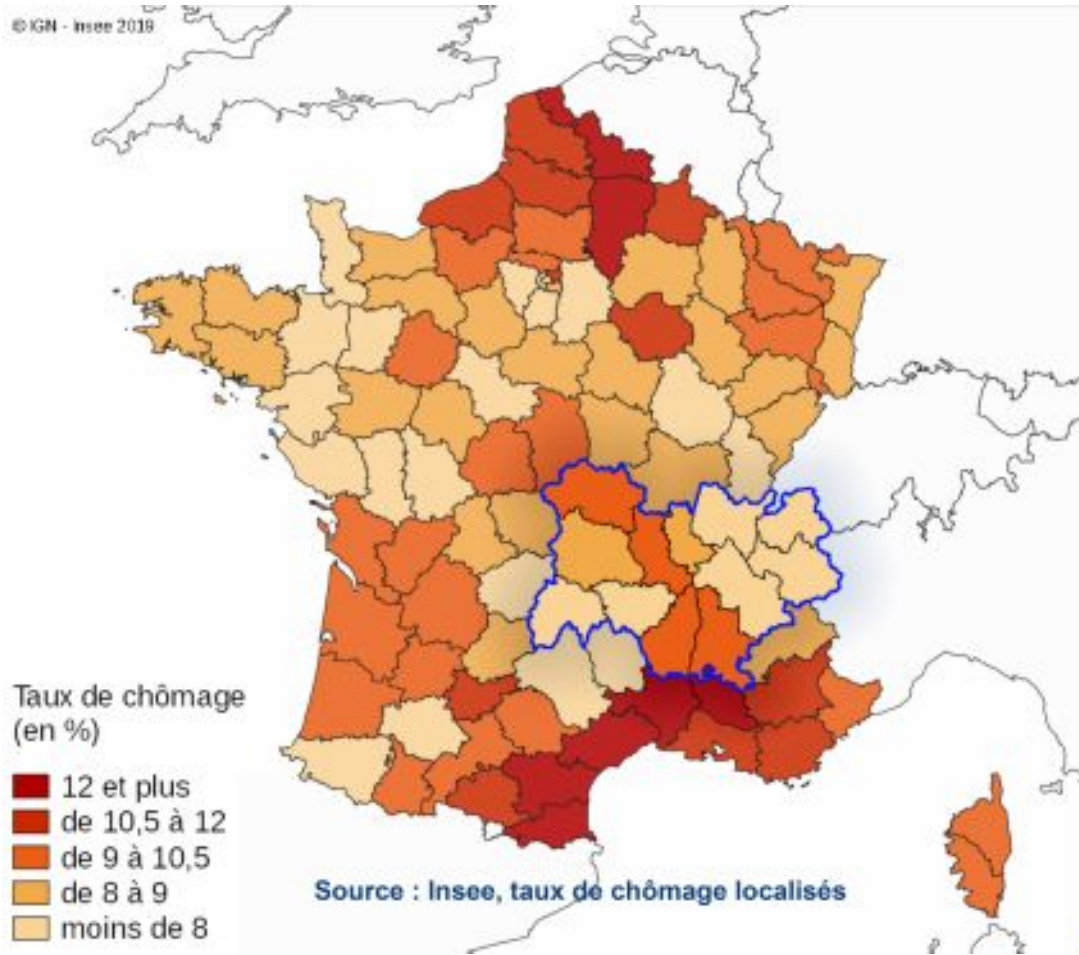 © IGN - Insee 2019
Taux de chômage
(en %)
12 et plus
de 10,5 à 12
de 9 à 10,5
de 8 à 9
moins de 8
Source : Insee, taux de chômage localisés